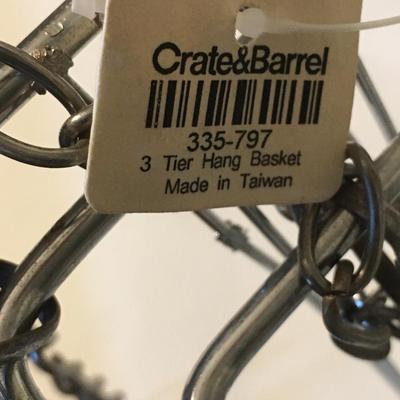 Crate&Barrel
335-797
3 Tier Hang Basket
Made in Taiwan